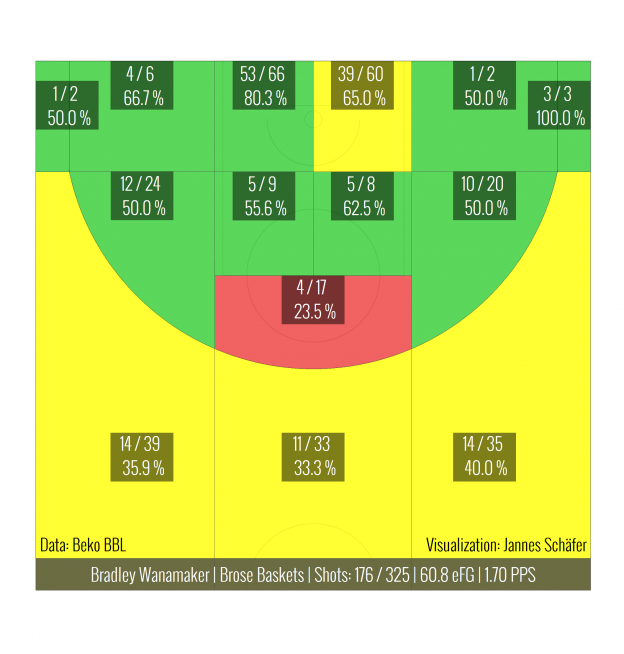 4 / 6
66.7 %
53 / 66
80.3 %
39 / 60
65.0 %
1 / 2
50.0 %
1 / 2
50.0 %
3 / 3
100.0 %
12 / 24
50.0 %
5 / 9
55.6 %
5 / 8
62.5 %
10 / 20
50.0 %
4 / 17
23.5 %
14 / 39
35.9 %
11 / 33
33.3 %
14 / 35
40.0 %
Data: Beko BBL
Visualization: Jannes Schäfer
Bradley Wanamaker | Brose Baskets | Shots: 176 / 325 | 60.8 eFG | 1.70 PPS